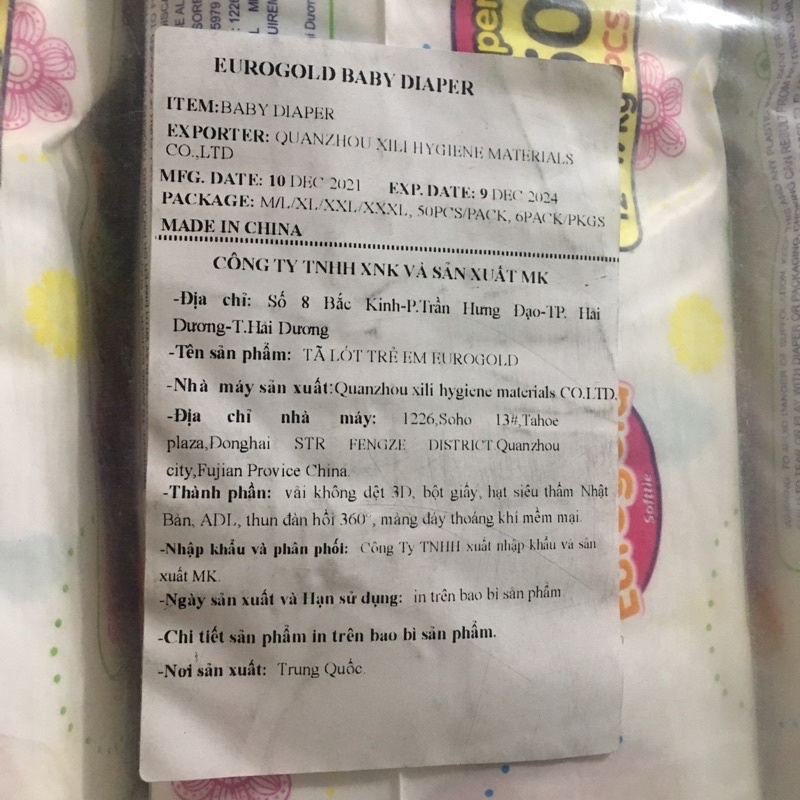 EUROGOLD BABY DIAPER
ITEM:BABY DIAPER
EXPORTER: QUANZHOU XILI HYGIENE MATERIALS
CO.,LTD
MFG. DATE: 10 DEC 2021 EXP. DATE: 9 DEC 2024
PACKAGE: M/L/XL/XXL/XXXL, 50PCS/PACK, 6PACK/PKGS
MADE IN CHINA
CÔNG TY TNHH XNK VÀ SẢN XUẤT MK
-Địa chỉ: Số 8 Bắc Kinh-P.Trần Hưng Đạo-TP. Hải
Dương-T.Hải Dương
-Tên sản phẩm: TÃ LÓT TRẺ EM EUROGOLD
-Nhà máy sản xuất:Quanzhou xili hygiene materials CO.LTD.
-Địa chỉ nhà máy: 1226,Soho 13#,Tahoe
plaza,Donghai STR FENGZE DISTRICT.Quanzhou
city,Fujian Provice China.
-Thành phần: vải không dệt 3D, bột giấy, hạt siêu thấm Nhật
Bản, ADL, thun đàn hồi 360°, màng đáy thoáng khí mềm mại.
-Nhập khẩu và phân phối: Công Ty TNHH xuất nhập khẩu và sản
xuất MK.
-Ngày sản xuất và Hạn sử dụng: in trên bao bì sản phẩm
-Chi tiết sản phẩm in trên bao bì sản phẩm.
-Nơi sản xuất: Trung Quốc.
50
PCS
Eurogold
Softtie